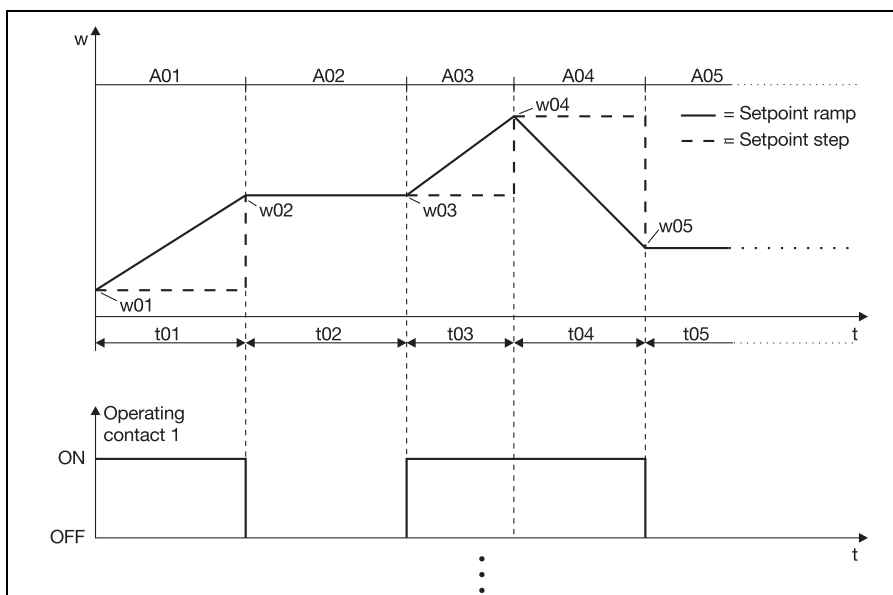 w
A01 A02 A03 A04 A05
w04
= Setpoint ramp
= Setpoint step
w02 w03
w05
w01
t
t01 t02 t03 t04 t05
Operating
contact 1
ON
OFF
t